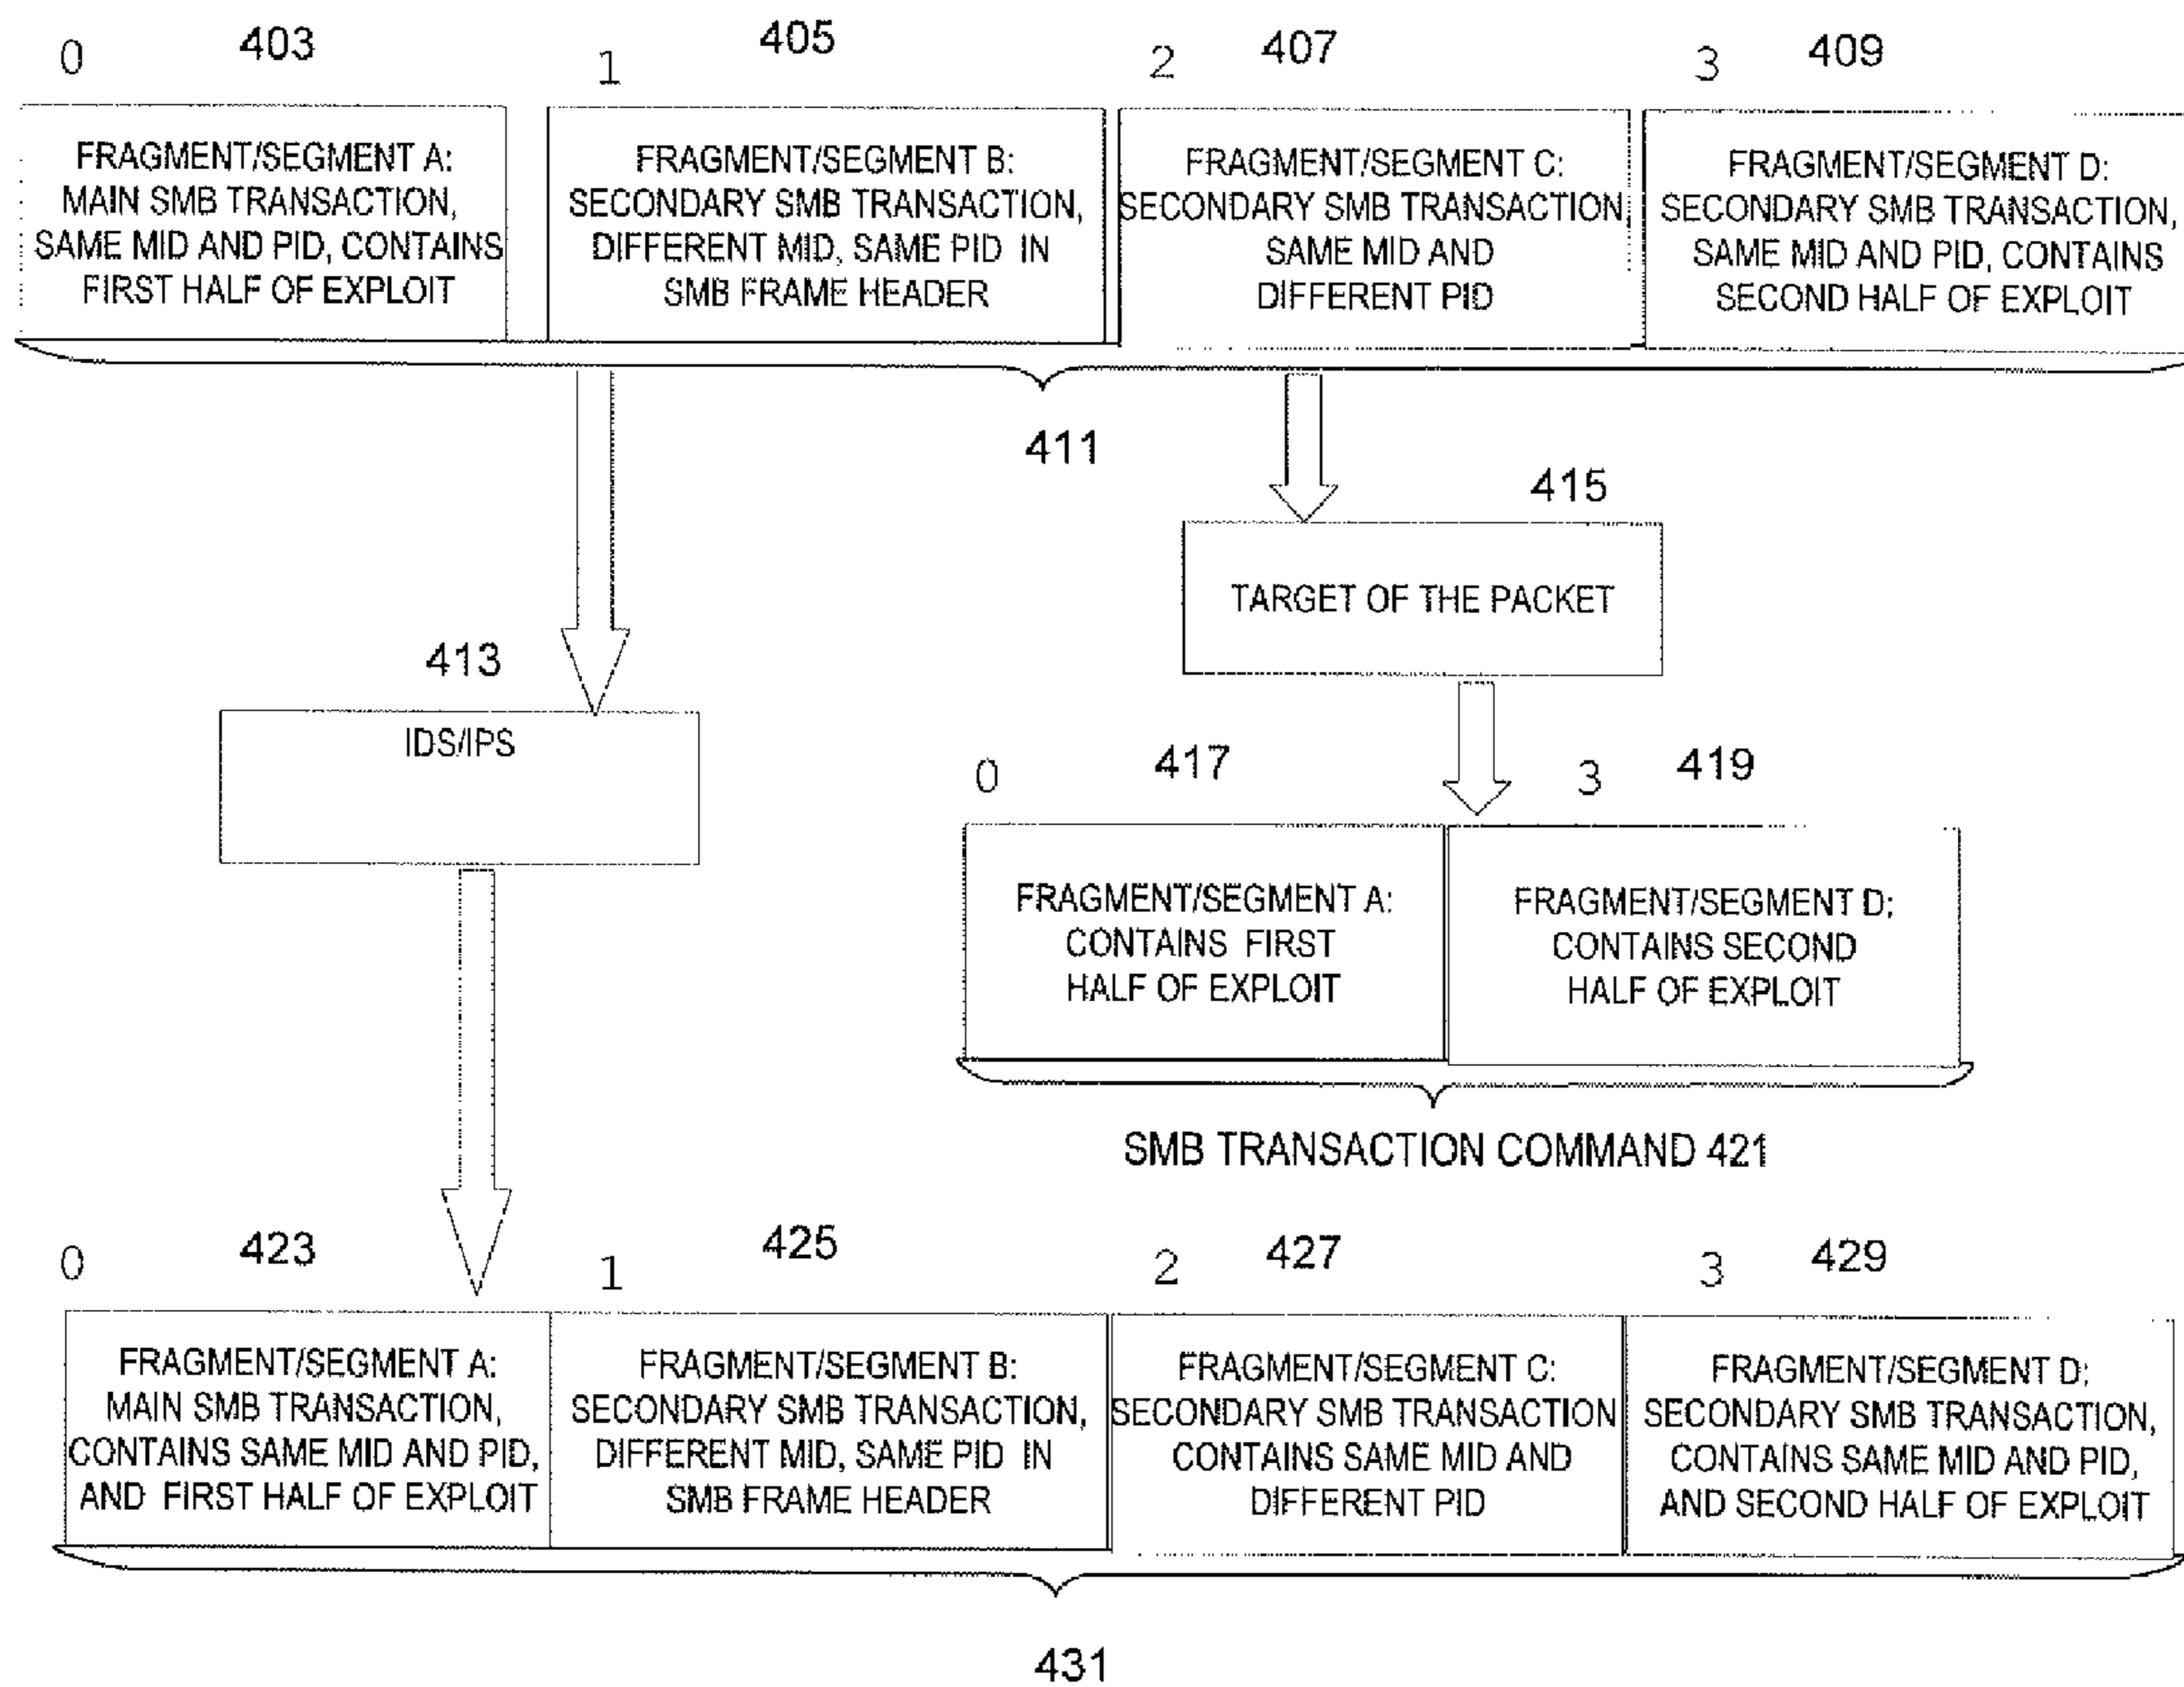 0
403
1
405
2
407
3
409
FRAGMENT/SEGMENT A:
MAIN SMB TRANSACTION,
SAME MID AND PID, CONTAINS
FIRST HALF OF EXPLOIT
FRAGMENT/SEGMENT B:
SECONDARY SMB TRANSACTION,
DIFFERENT MID, SAME PID IN
SMB FRAME HEADER
FRAGMENT/SEGMENT C:
SECONDARY SMB TRANSACTION,
SAME MID AND
DIFFERENT PID
FRAGMENT/SEGMENT D:
SECONDARY SMB TRANSACTION,
SAME MID AND PID, CONTAINS
SECOND HALF OF EXPLOIT
411
415
TARGET OF THE PACKET
413
IDS/IPS
0
417
3
419
FRAGMENT/SEGMENT A:
CONTAINS FIRST
HALF OF EXPLOIT
FRAGMENT/SEGMENT D:
CONTAINS SECOND
HALF OF EXPLOIT
SMB TRANSACTION COMMAND 421
0
423
1
425
2
427
3
429
FRAGMENT/SEGMENT A:
MAIN SMB TRANSACTION,
CONTAINS SAME MID AND PID,
AND FIRST HALF OF EXPLOIT
FRAGMENT/SEGMENT B:
SECONDARY SMB TRANSACTION,
DIFFERENT MID, SAME PID IN
SMB FRAME HEADER
FRAGMENT/SEGMENT C:
SECONDARY SMB TRANSACTION
CONTAINS SAME MID AND
DIFFERENT PID
FRAGMENT/SEGMENT D:
SECONDARY SMB TRANSACTION,
CONTAINS SAME MID AND PID,
AND SECOND HALF OF EXPLOIT
431